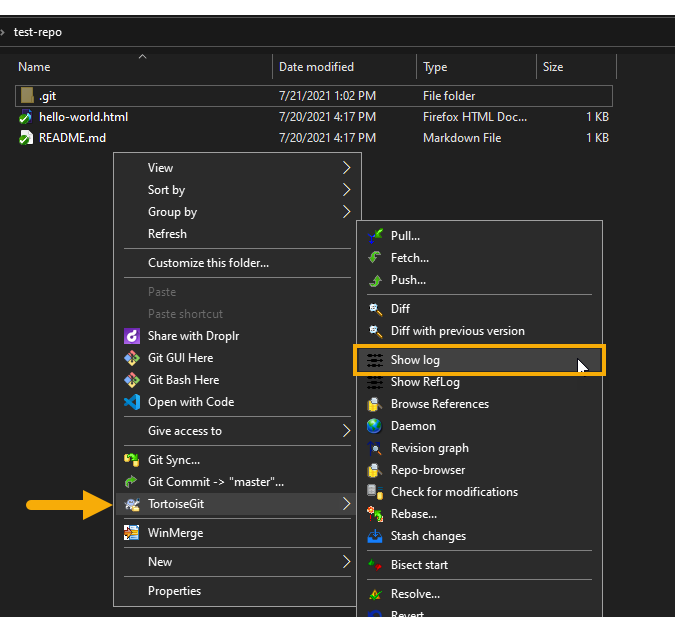 test-repo
Name Date modified Type Size
.git 7/21/2021 1:02 PM File folder
hello-world.html 7/20/2021 4:17 PM Firefox HTML Doc... 1 KB
README.md 7/20/2021 4:17 PM Markdown File 1 KB
View
Sort by
Group by
Refresh
Customize this folder...
Paste
Paste shortcut
Share with Droplr
Git GUI Here
Git Bash Here
Open with Code
Give access to
Git Sync...
Git Commit -> "master"...
TortoiseGit
WinMerge
New
Properties
Pull...
Fetch...
Push...
Diff
Diff with previous version
Show log
Show RefLog
Browse References
Daemon
Revision graph
Repo-browser
Check for modifications
Rebase...
Stash changes
Bisect start
Resolve...
Revert